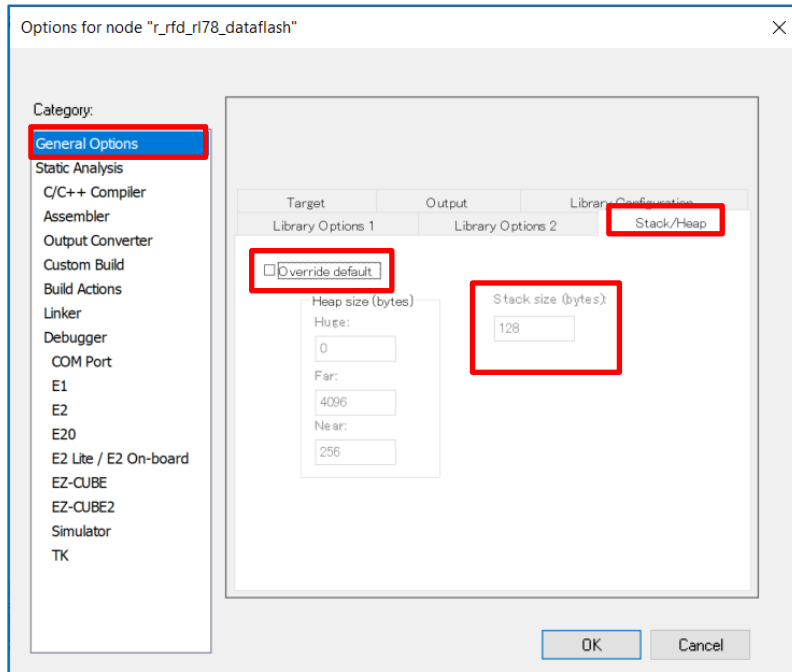 Options for node "r_rfd_rl78_dataflash"
Category:
General Options
Static Analysis
C/C++ Compiler
Assembler
Output Converter
Custom Build
Build Actions
Linker
Debugger
COM Port
E1
E2
E20
E2 Lite / E2 On-board
EZ-CUBE
EZ-CUBE2
Simulator
TK
Target Output Library Configuration
Library Options 1 Library Options 2 Stack/Heap
Override default
Heap size (bytes)
Huge:
0
Far:
4096
Near:
256
Stack size (bytes):
128
OK Cancel